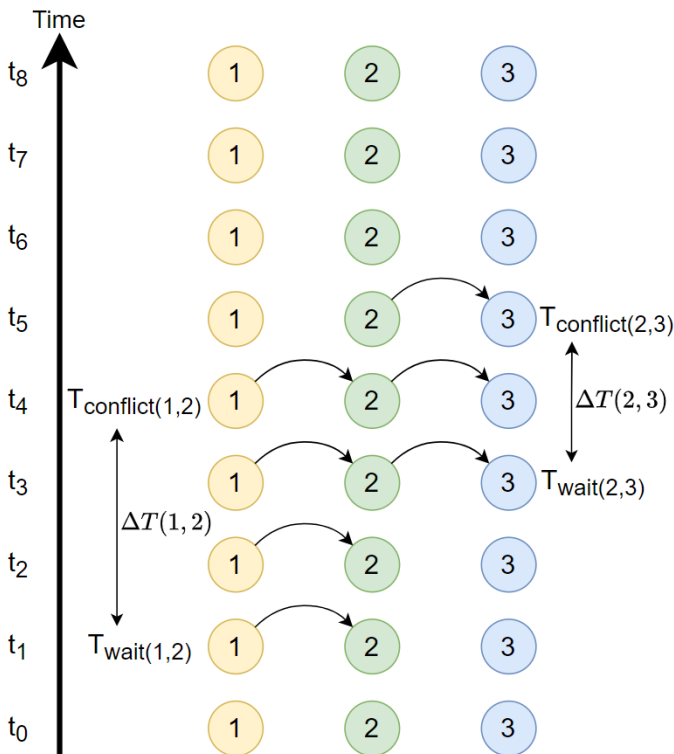 Time
t8 1 2 3
t7 1 2 3
t6 1 2 3
t5 1 2 3 Tconflict(2,3)
t4 Tconflict(1,2) 1 2 3 ΔT(2,3)
t3 1 2 3 Twait(2,3)
ΔT(1,2)
t2 1 2 3
t1 Twait(1,2) 1 2 3
t0 1 2 3